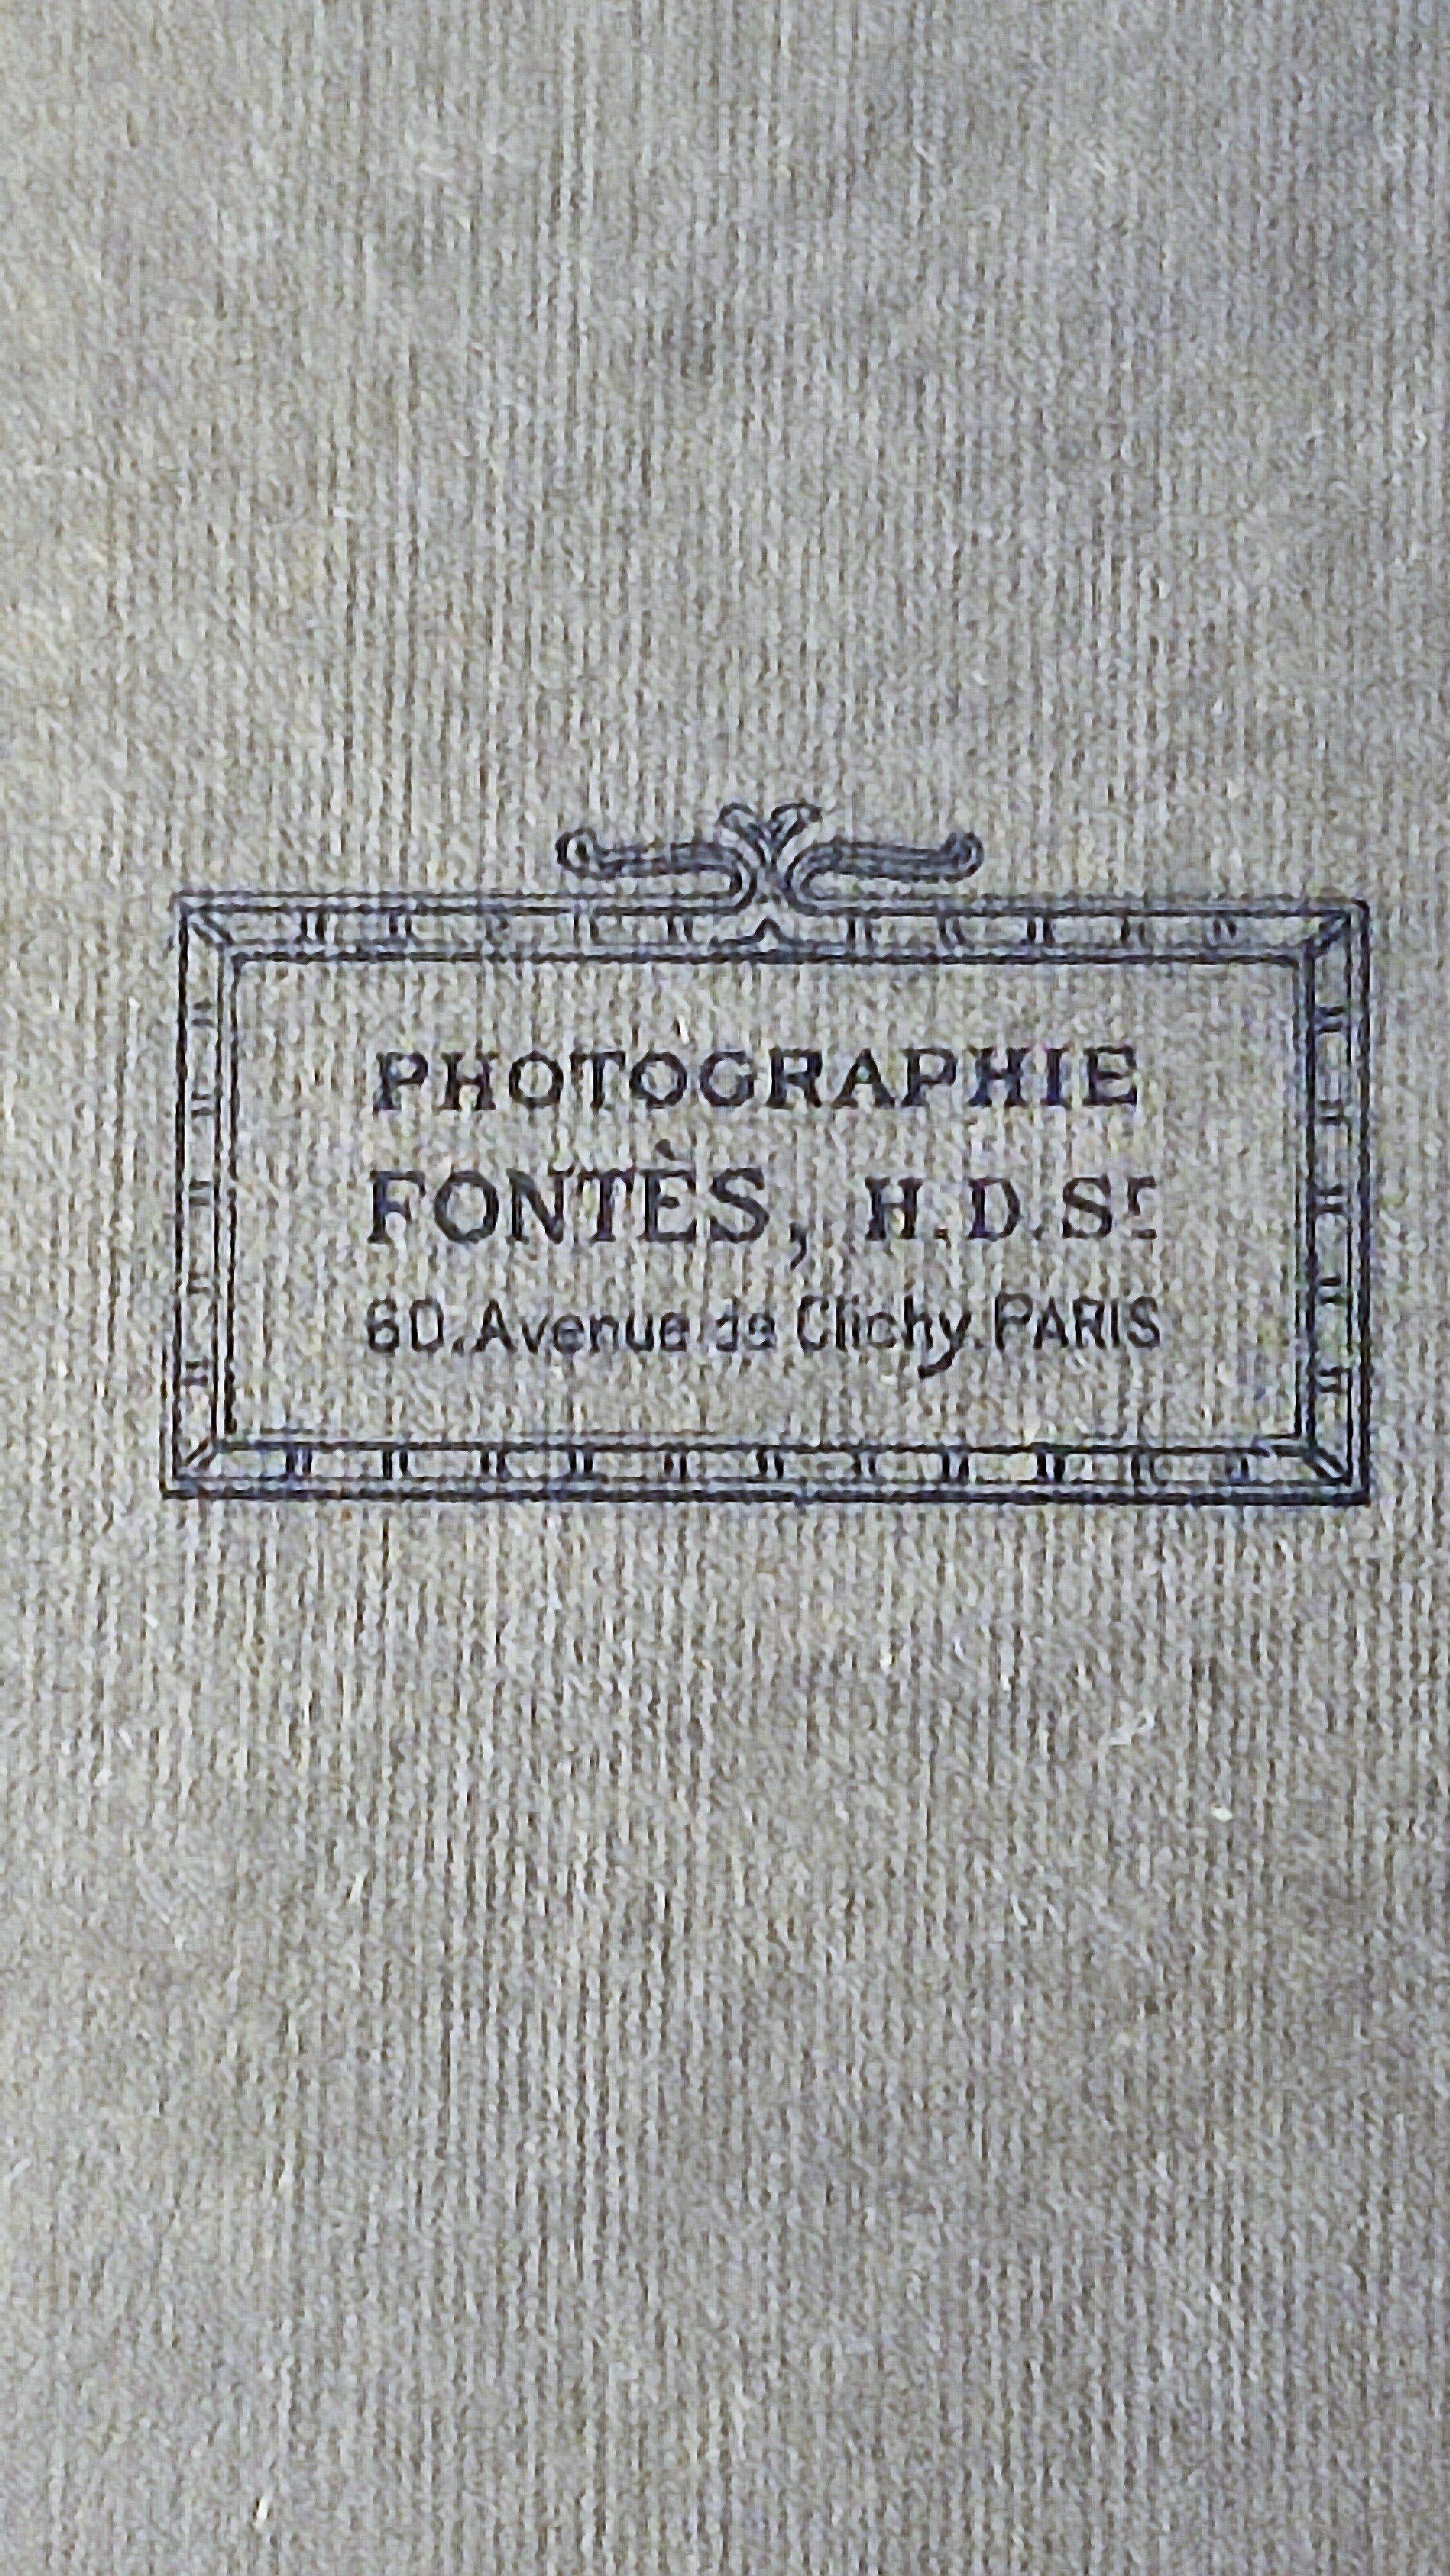 PHOTOGRAPHIE
FONTÈS, H.D.Sr
60. Avenue de Clichy. PARIS